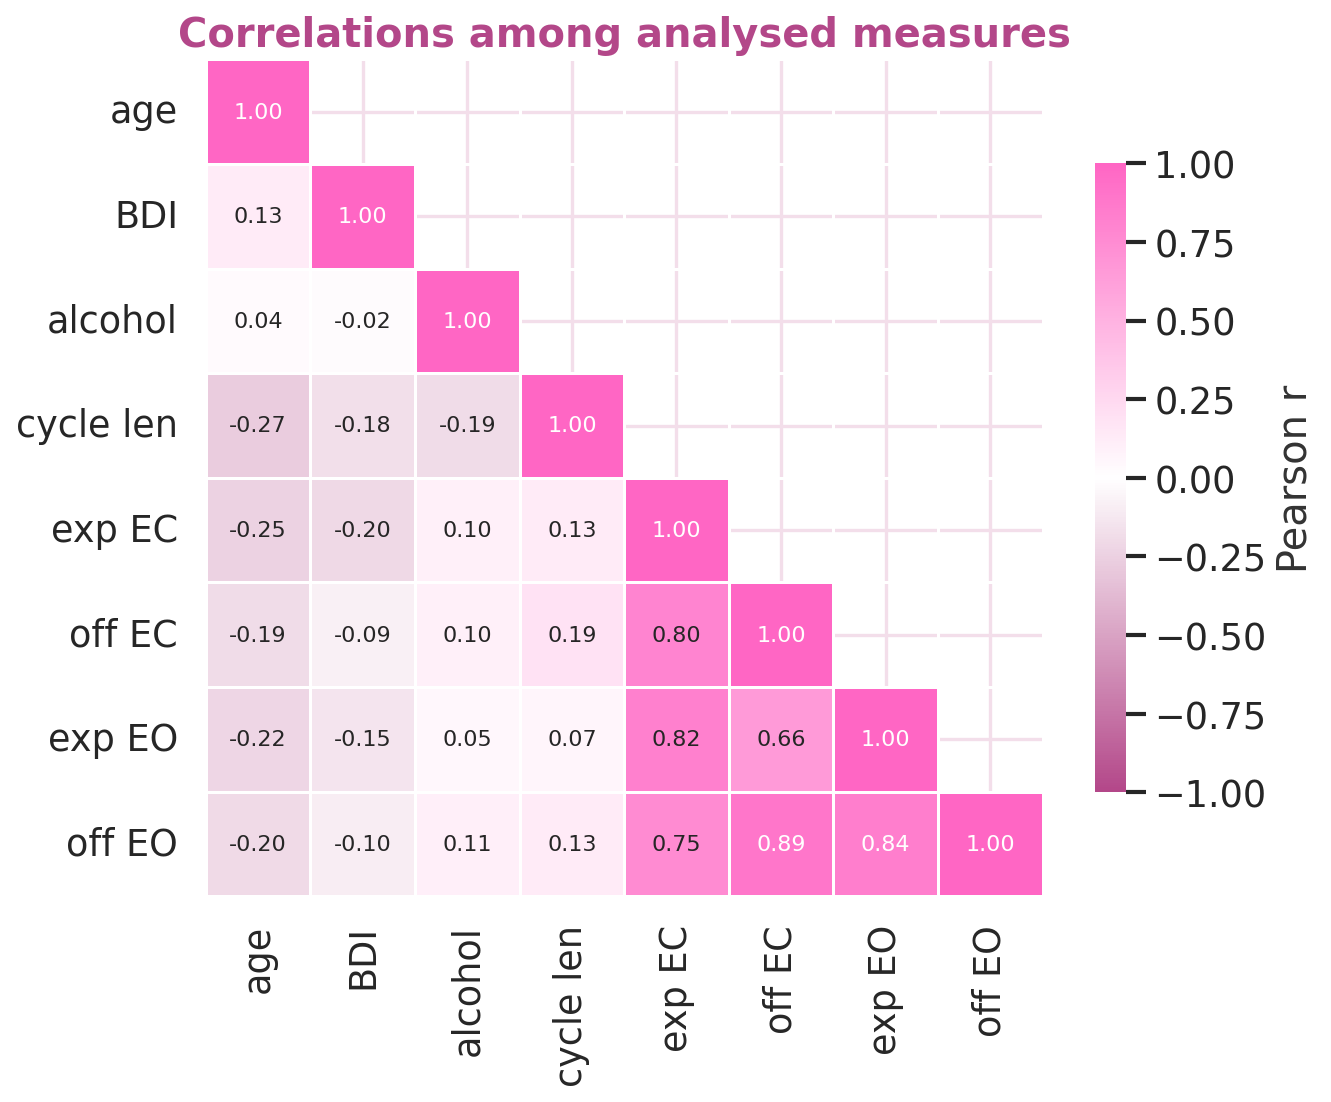 Correlations among analysed measures
age
1.00
BDI
0.13 1.00
alcohol
0.04 -0.02 1.00
cycle len
-0.27 -0.18 -0.19 1.00
exp EC
-0.25 -0.20 0.10 0.13 1.00
off EC
-0.19 -0.09 0.10 0.19 0.80 1.00
exp EO
-0.22 -0.15 0.05 0.07 0.82 0.66 1.00
off EO
-0.20 -0.10 0.11 0.13 0.75 0.89 0.84 1.00
age
BDI
alcohol
cycle len
exp EC
off EC
exp EO
off EO
1.00
0.75
0.50
0.25
0.00
−0.25
−0.50
−0.75
−1.00
Pearson r